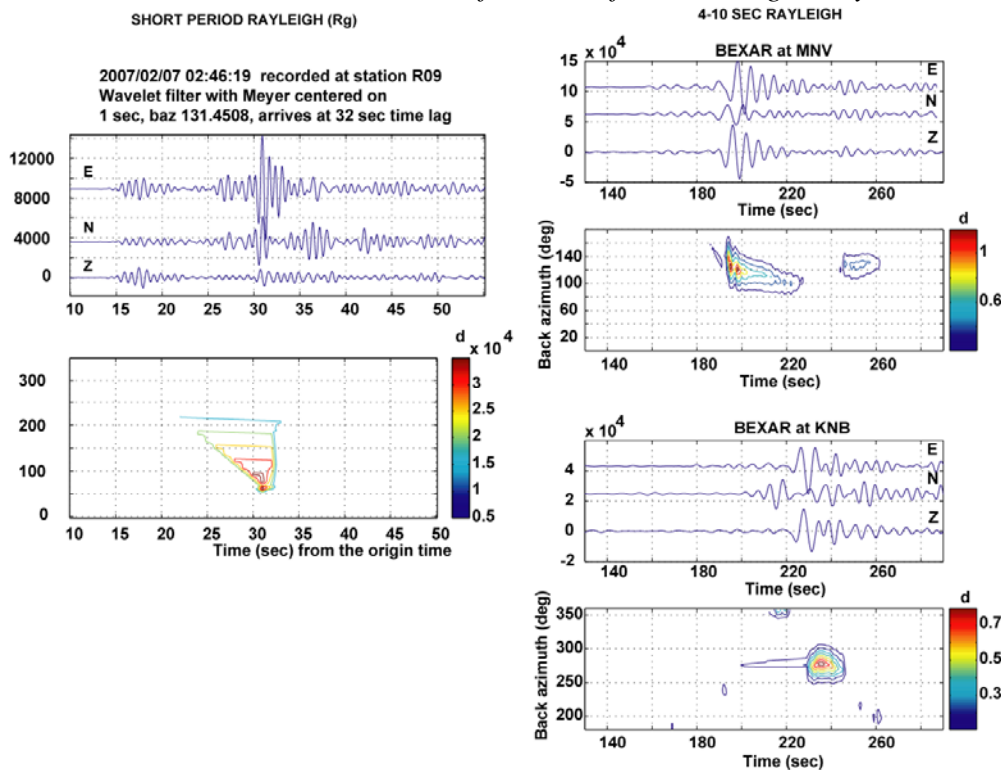 SHORT PERIOD RAYLEIGH (Rg)
2007/02/07 02:46:19 recorded at station R09
Wavelet filter with Meyer centered on
1 sec, baz 131.4508, arrives at 32 sec time lag
12000
8000
4000
0
E
N
Z
10 15 20 25 30 35 40 45 50
d
x 10^4
300
200
100
0
3
2.5
2
1.5
1
0.5
10 15 20 25 30 35 40 45 50
Time (sec) from the origin time
4-10 SEC RAYLEIGH
BEXAR at MNV
x 10^4
15
10
5
0
-5
E
N
Z
140 180 220 260
Time (sec)
d
Back azimuth (deg)
140
100
60
20
1
0.6
140 180 220 260
Time (sec)
BEXAR at KNB
x 10^4
4
2
0
-2
E
N
Z
140 180 220 260
Time (sec)
d
Back azimuth (deg)
350
300
250
200
0.7
0.5
0.3
140 180 220 260
Time (sec)